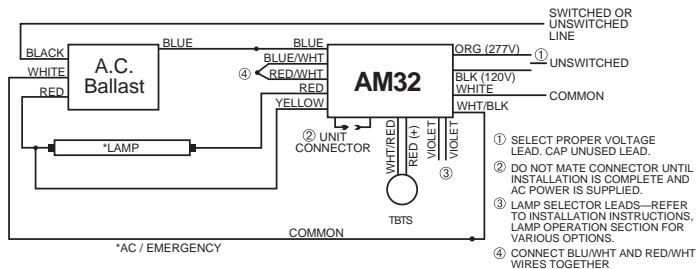 SWITCHED OR
UNSWITCHED
LINE
BLACK
BLUE
BLUE
ORG (277V)
①
UNSWITCHED
A.C.
Ballast
BLUE/WHT
④
RED/WHT
AM32
BLK (120V)
WHITE
WHITE
COMMON
RED
RED
YELLOW
WHT/BLK
② UNIT
CONNECTOR
*LAMP
WHT/RED
RED (+)
VIOLET
VIOLET
③
TBTS
① SELECT PROPER VOLTAGE
LEAD. CAP UNUSED LEAD.
② DO NOT MATE CONNECTOR UNTIL
INSTALLATION IS COMPLETE AND
AC POWER IS SUPPLIED.
③ LAMP SELECTOR LEADS—REFER
TO INSTALLATION INSTRUCTIONS,
LAMP OPERATION SECTION FOR
VARIOUS OPTIONS.
④ CONNECT BLU/WHT AND RED/WHT
WIRES TOGETHER
COMMON
*AC / EMERGENCY